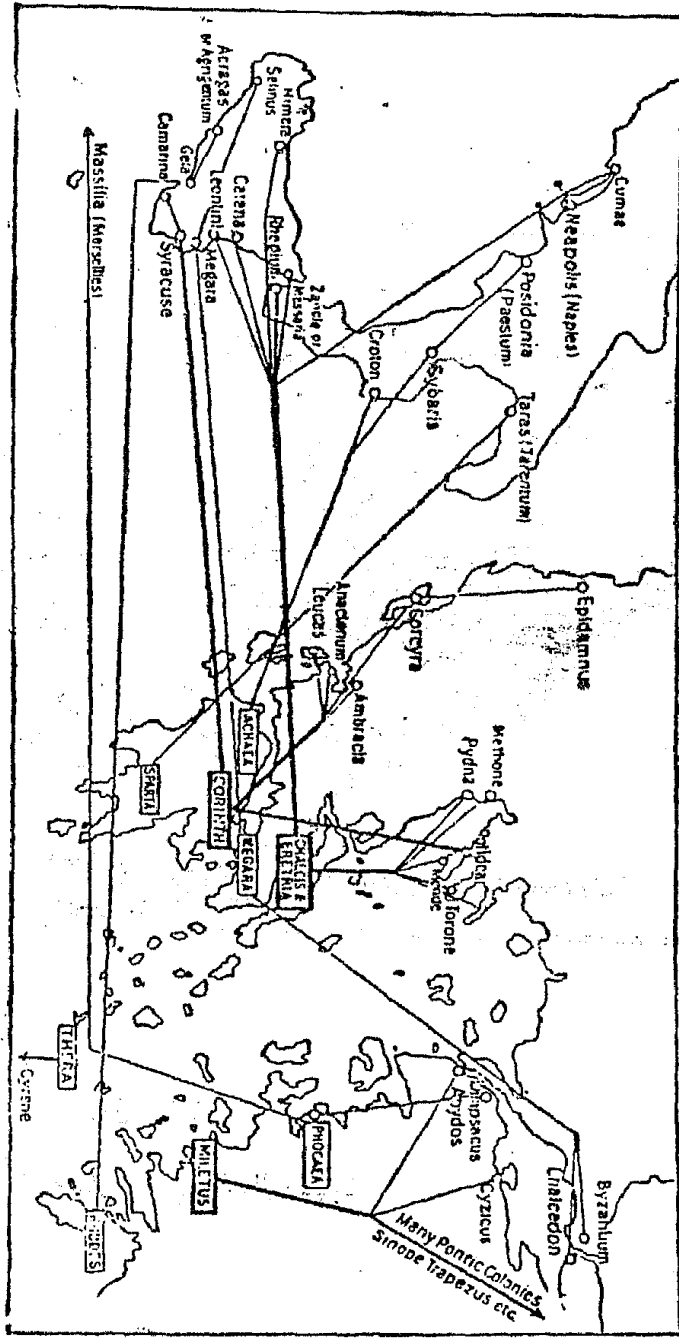 Cumae
Neapolis (Naples)
Posidonia
(Paestum)
Taras (Tarentum)
Sybaris
Croton
Epidamnus
Corcyra
Ambracia
Anactorium
Leucas
Himera
Selinus
Acragas
or Agrigentum
Gela
Camarina
Syracuse
Megara
Leontini
Catana
Rhegium
Zancle or
Massilia (Marseilles)
Methone
Pydna
Mende
Torone
ACHAEA
SPARTA
CORINTH
MEGARA
CHALCIS &
ERETRIA
THERA
Cyrene
RHODES
MILETUS
PHOCAEA
Cyzicus
Chalcedon
Byzantium
Many Pontic Colonies
Sinope Trapezus etc.